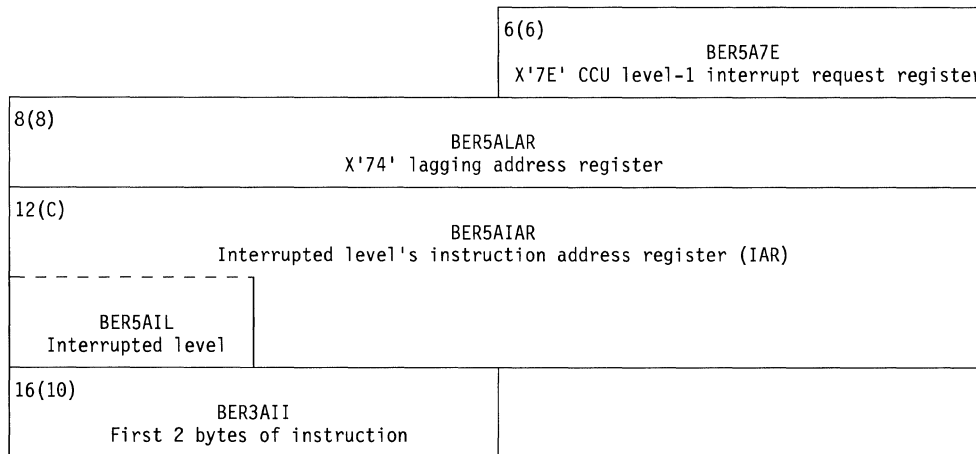 6(6)
BER5A7E
X'7E' CCU level-1 interrupt request register
8(8)
BER5ALAR
X'74' lagging address register
12(C)
BER5AIAR
Interrupted level's instruction address register (IAR)
BER5AIL
Interrupted level
16(10)
BER3AII
First 2 bytes of instruction